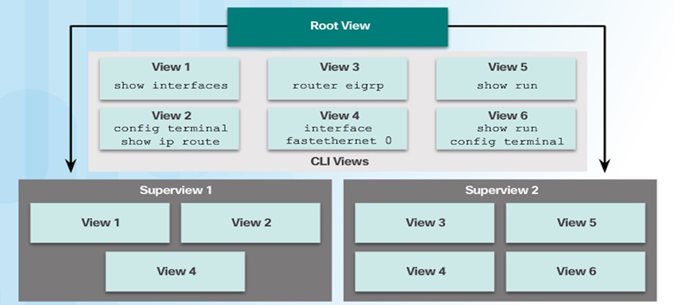 Root View
View 1
show interfaces
View 3
router eigrp
View 5
show run
View 2
config terminal
show ip route
View 4
interface
fastethernet 0
View 6
show run
config terminal
CLI Views
Superview 1
View 1
View 2
View 4
Superview 2
View 3
View 5
View 4
View 6